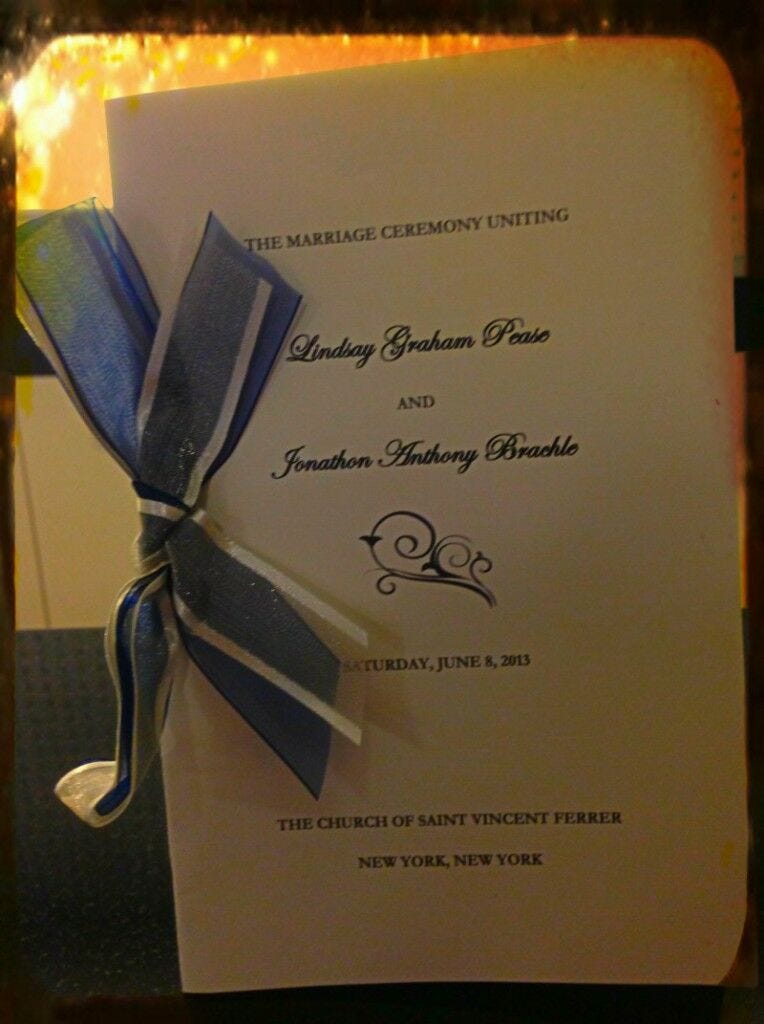 THE MARRIAGE CEREMONY UNITING
Lindsay Graham Pease
AND
Jonathon Anthony Brachle
SATURDAY, JUNE 8, 2013
THE CHURCH OF SAINT VINCENT FERRER
NEW YORK, NEW YORK